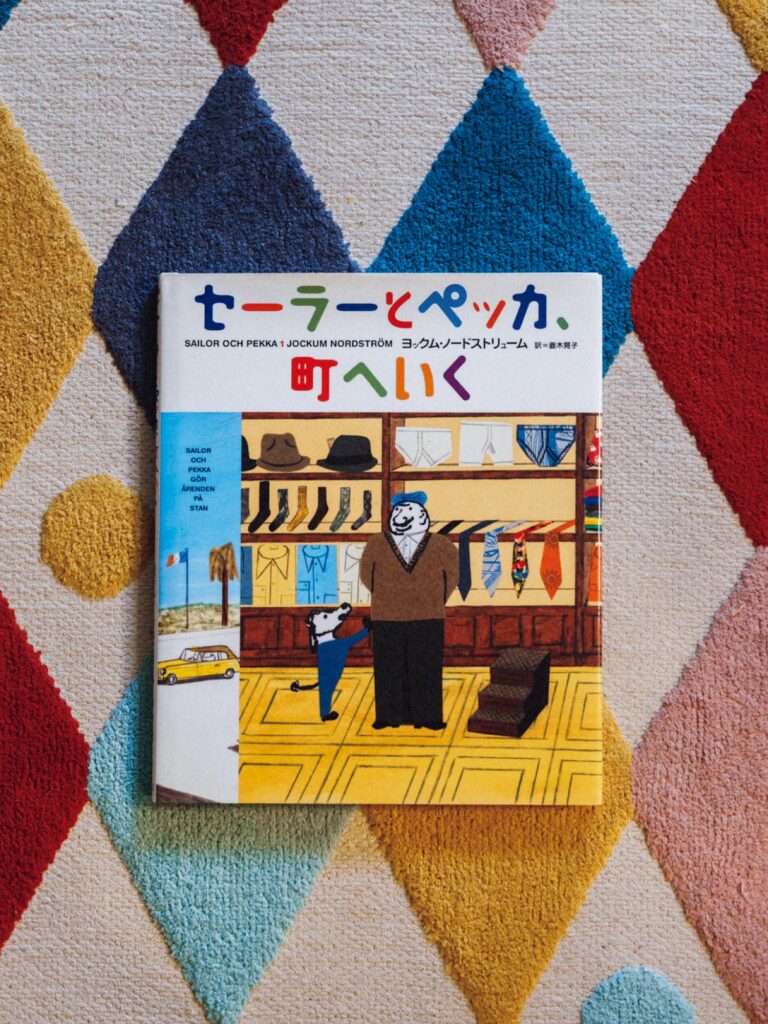 セーラーとペッカ、
SAILOR OCH PEKKA 1 JOCKUM NORDSTRÖM ヨックム・ノードストリューム 訳=菱木晃子
町へいく
SAILOR
OCH
PEKKA
GÖR
ÄRENDEN
PÅ
STAN